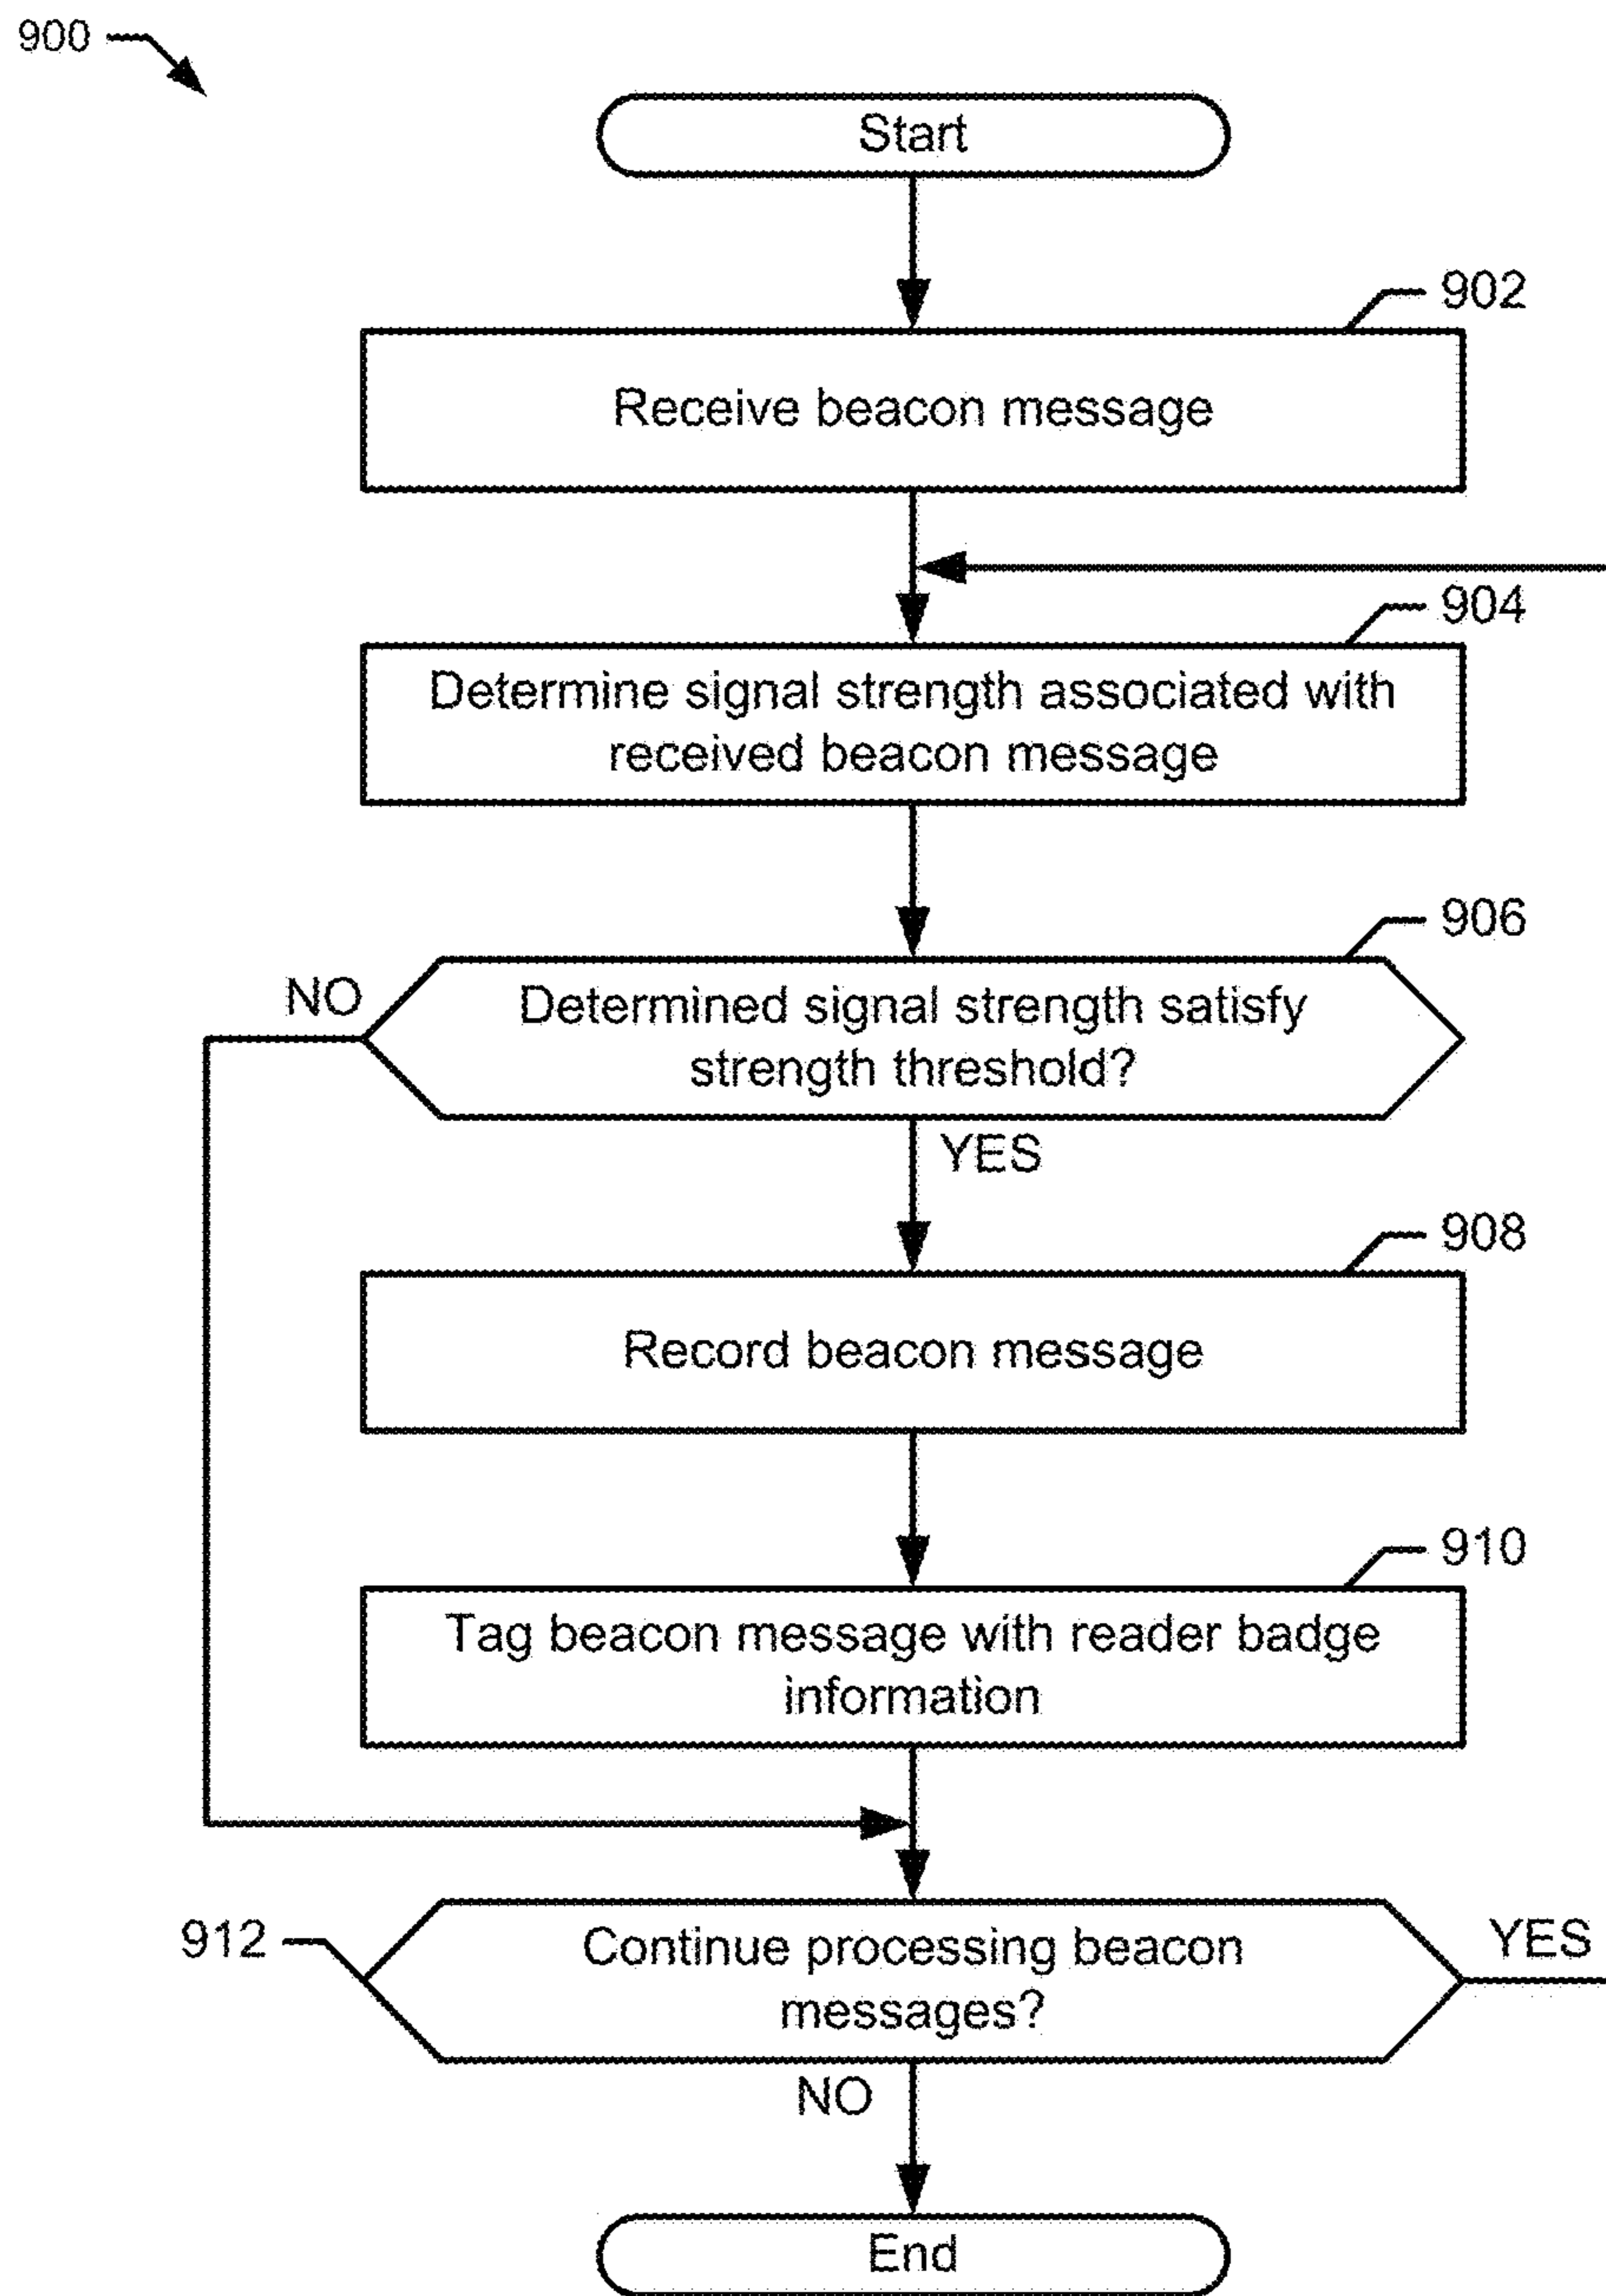 900
Start
902
Receive beacon message
904
Determine signal strength associated with
received beacon message
906
NO
Determined signal strength satisfy
strength threshold?
YES
908
Record beacon message
910
Tag beacon message with reader badge
information
912
Continue processing beacon
messages?
YES
NO
End